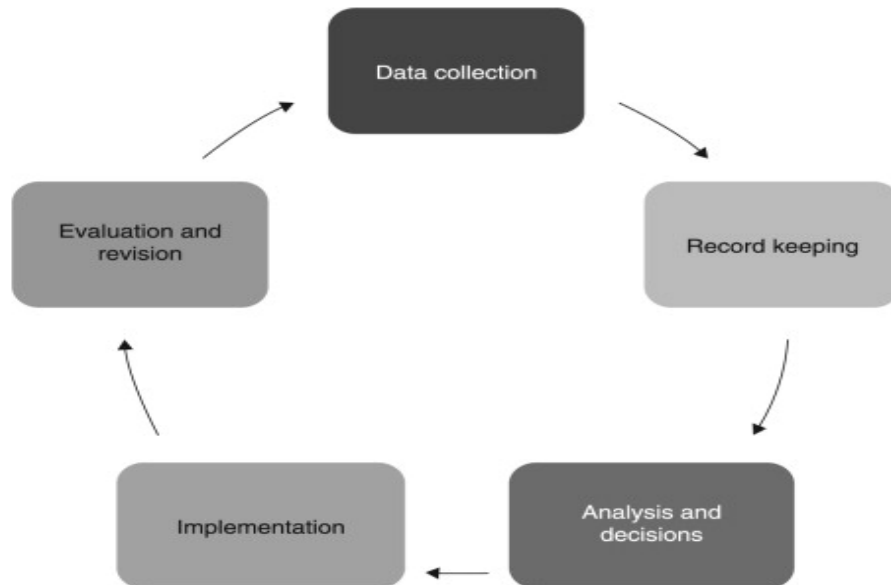 Data collection
Record keeping
Analysis and
decisions
Implementation
Evaluation and
revision